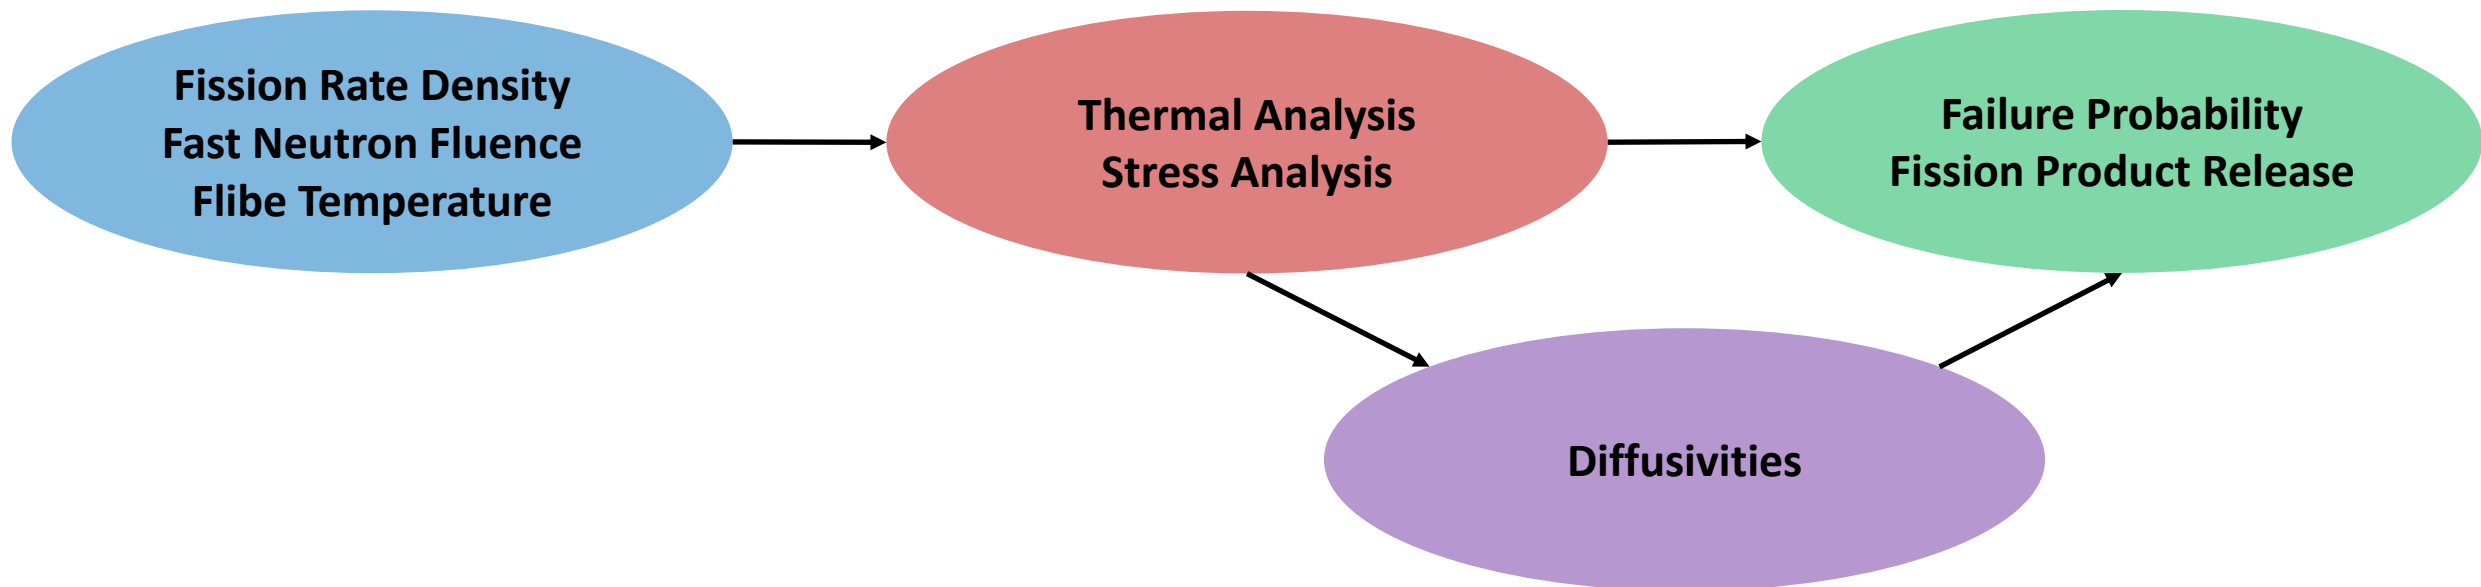 Fission Rate Density
Fast Neutron Fluence
Flibe Temperature
Thermal Analysis
Stress Analysis
Failure Probability
Fission Product Release
Diffusivities